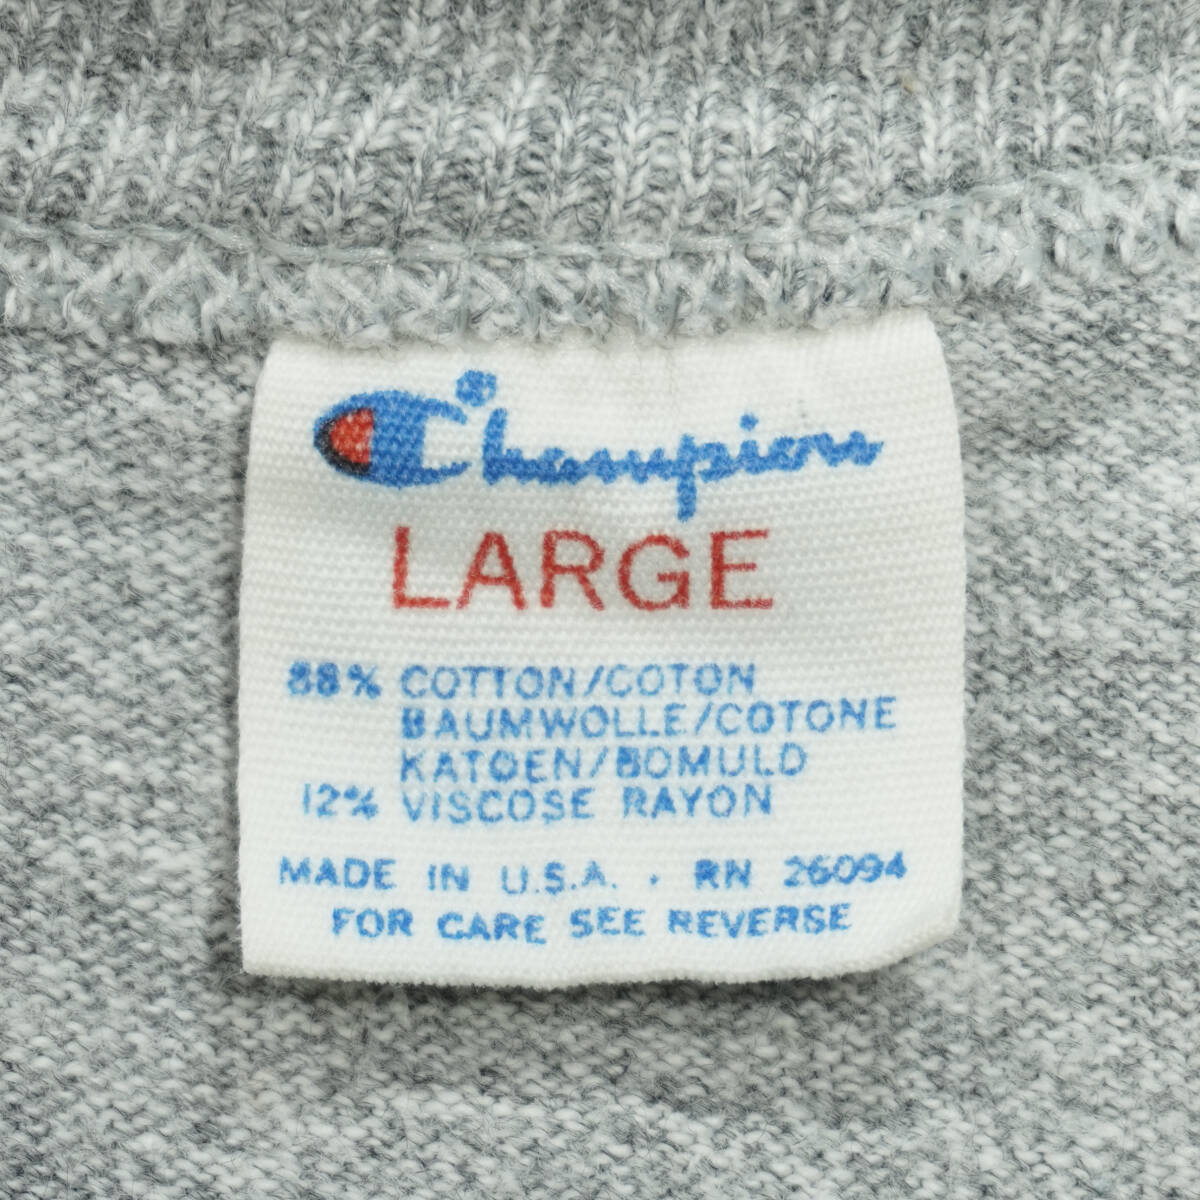 Champion®
LARGE
88% COTTON/COTON
BAUMWOLLE/COTONE
KATOEN/BOMULD
12% VISCOSE RAYON
MADE IN U.S.A. · RN 26094
FOR CARE SEE REVERSE